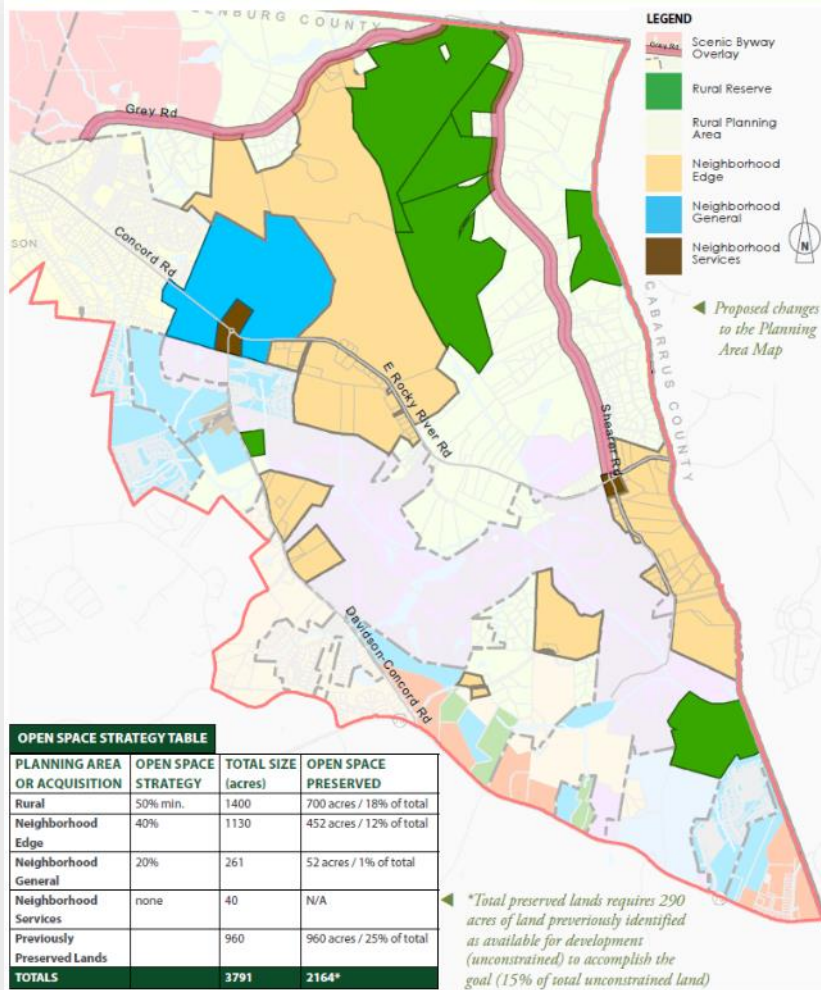 ENBURG COUNTY
LEGEND
Grey Rd
Scenic Byway
Overlay
Rural Reserve
Rural Planning
Area
Neighborhood
Edge
Neighborhood
General
Neighborhood
Services
N
Proposed changes
to the Planning
Area Map
Grey Rd
SON
Concord Rd
E Rocky River Rd
Shearer Rd
CABARRUS COUNTY
Davidson-Concord Rd
OPEN SPACE STRATEGY TABLE
PLANNING AREA OPEN SPACE TOTAL SIZE OPEN SPACE
OR ACQUISITION STRATEGY (acres) PRESERVED
Rural 50% min. 1400 700 acres / 18% of total
Neighborhood 40% 1130 452 acres / 12% of total
Edge
Neighborhood 20% 261 52 acres / 1% of total
General
Neighborhood none 40 N/A
Services
Previously 960 960 acres / 25% of total
Preserved Lands
TOTALS 3791 2164*
*Total preserved lands requires 290
acres of land preveriously identified
as available for development
(unconstrained) to accomplish the
goal (15% of total unconstrained land)